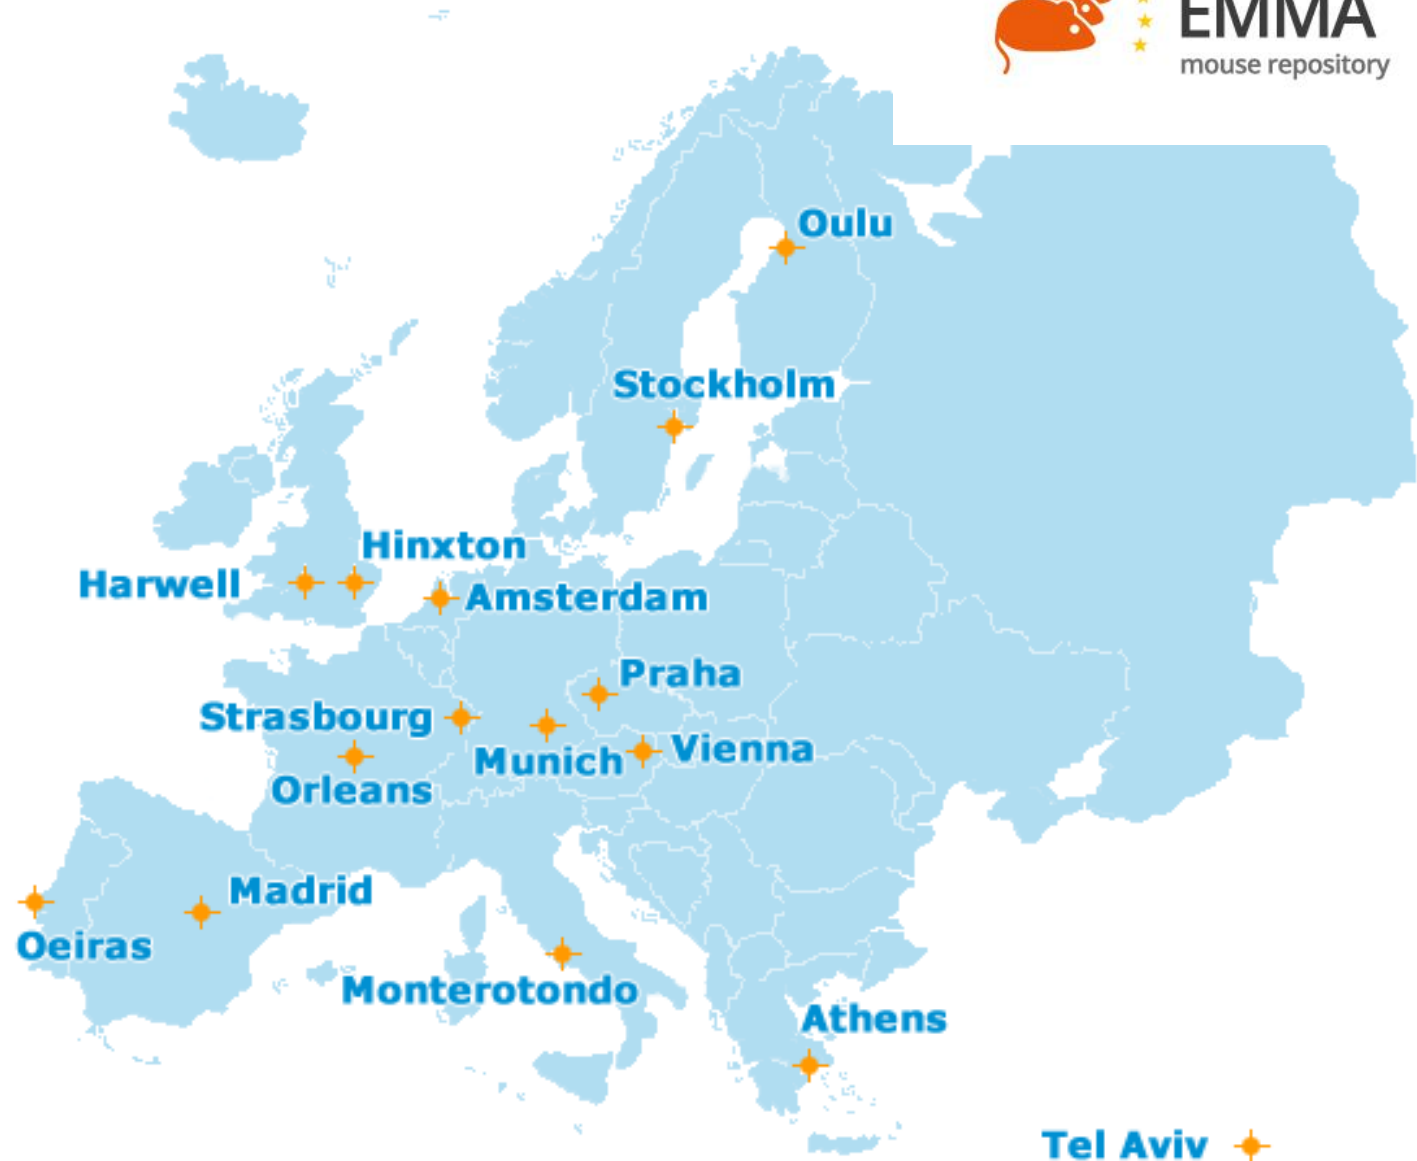 EMMA
mouse repository
Oulu
Stockholm
Hinxton
Harwell
Amsterdam
Praha
Strasbourg
Munich
Vienna
Orleans
Madrid
Oeiras
Monterotondo
Athens
Tel Aviv